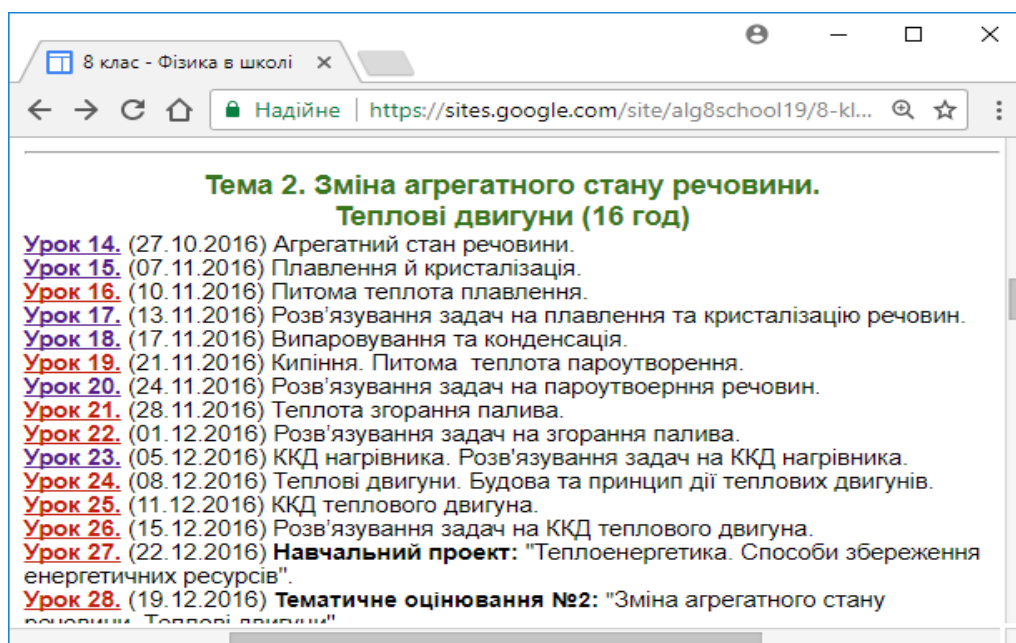 8 клас - Фізика в школі
Надійне | https://sites.google.com/site/alg8school19/8-kl...
Тема 2. Зміна агрегатного стану речовини.
Теплові двигуни (16 год)
Урок 14. (27.10.2016) Агрегатний стан речовини.
Урок 15. (07.11.2016) Плавлення й кристалізація.
Урок 16. (10.11.2016) Питома теплота плавлення.
Урок 17. (13.11.2016) Розв’язування задач на плавлення та кристалізацію речовин.
Урок 18. (17.11.2016) Випаровування та конденсація.
Урок 19. (21.11.2016) Кипіння. Питома теплота пароутворення.
Урок 20. (24.11.2016) Розв’язування задач на пароутвоерння речовин.
Урок 21. (28.11.2016) Теплота згорання палива.
Урок 22. (01.12.2016) Розв’язування задач на згорання палива.
Урок 23. (05.12.2016) ККД нагрівника. Розв'язування задач на ККД нагрівника.
Урок 24. (08.12.2016) Теплові двигуни. Будова та принцип дії теплових двигунів.
Урок 25. (11.12.2016) ККД теплового двигуна.
Урок 26. (15.12.2016) Розв’язування задач на ККД теплового двигуна.
Урок 27. (22.12.2016) Навчальний проект: "Теплоенергетика. Способи збереження
енергетичних ресурсів".
Урок 28. (19.12.2016) Тематичне оцінювання №2: "Зміна агрегатного стану
речовини. Теплові двигуни"